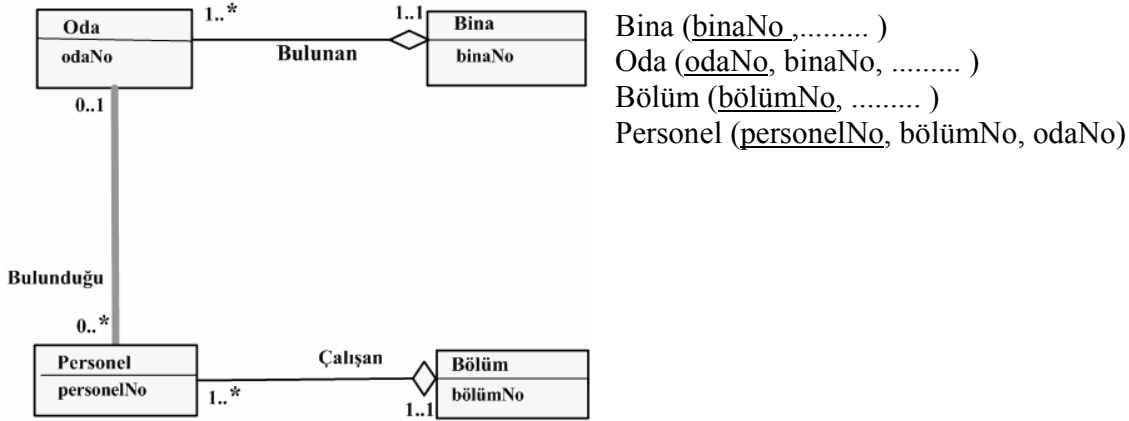 Oda
odaNo
1..*
Bulunan
1..1
Bina
binaNo
0..1
Bulunduğu
0..*
Personel
personelNo
1..*
Çalışan
1..1
Bölüm
bölümNo
Bina (binaNo ,......... )
Oda (odaNo, binaNo, ......... )
Bölüm (bölümNo, ......... )
Personel (personelNo, bölümNo, odaNo)